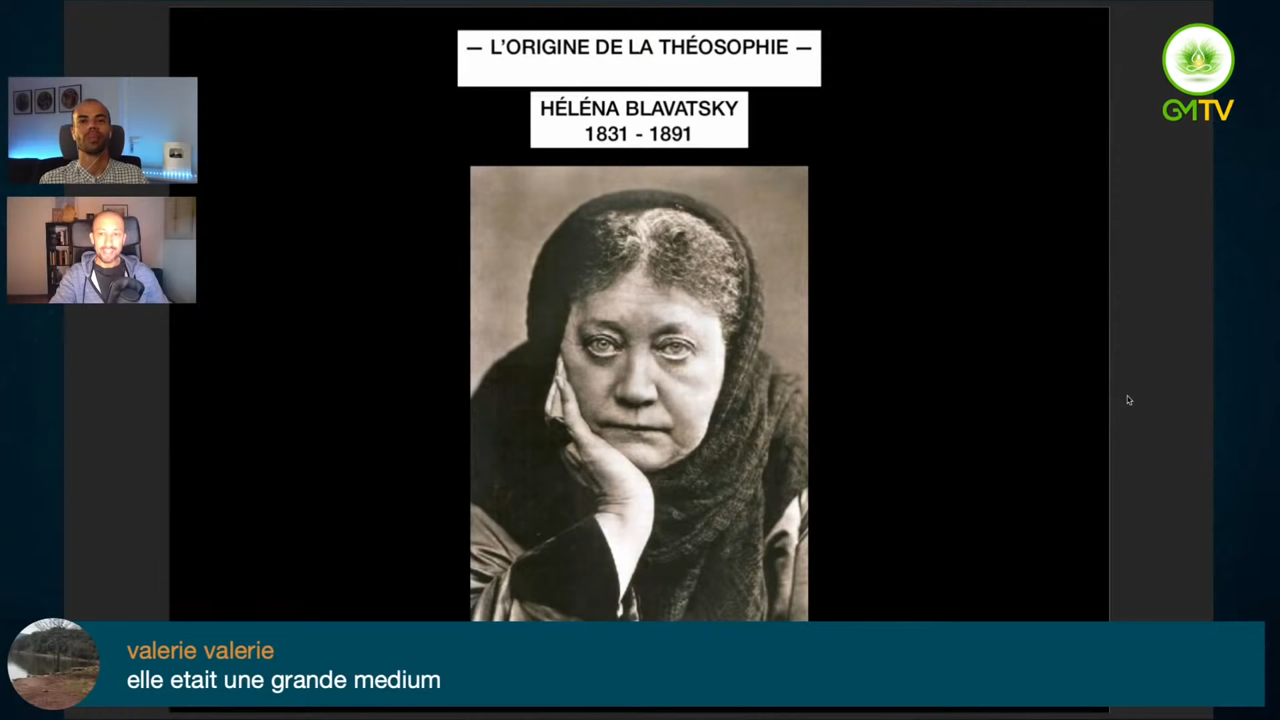 — L'ORIGINE DE LA THÉOSOPHIE —
HÉLÉNA BLAVATSKY
1831 - 1891
GMTV
valerie valerie
elle etait une grande medium